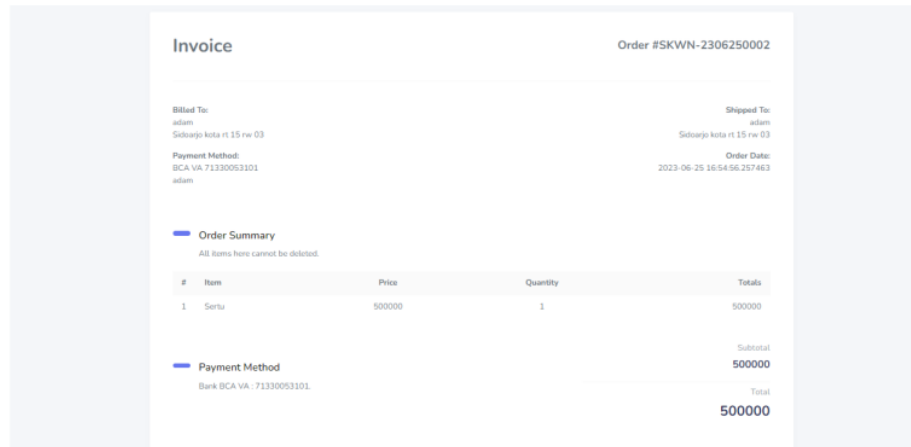 Invoice
Order #SKWN-2306250002
Billed To:
adam
Sidoarjo kota rt 15 rw 03
Shipped To:
adam
Sidoarjo kota rt 15 rw 03
Payment Method:
BCA VA 71330053101
adam
Order Date:
2023-06-25 16:54:56.257463
Order Summary
All items here cannot be deleted.
# Item Price Quantity Totals
1 Sertu 500000 1 500000
Payment Method
Bank BCA VA : 71330053101.
Subtotal
500000
Total
500000